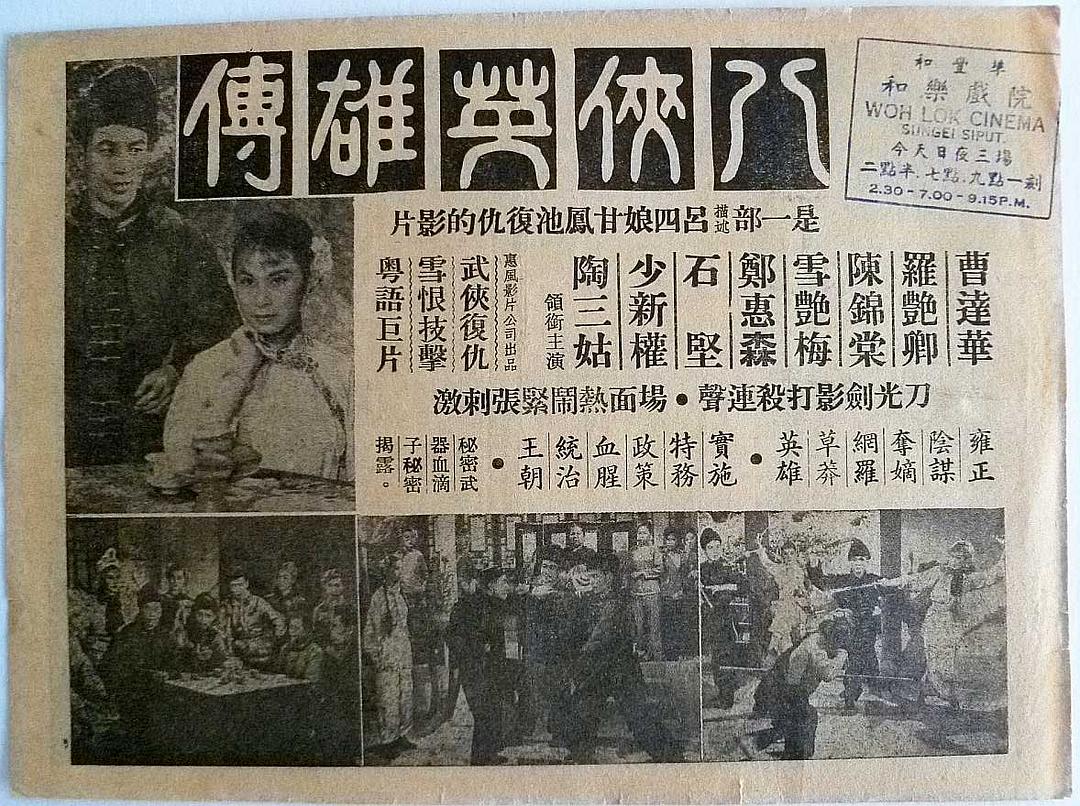 八俠英雄傳
和豐埠
和樂戲院
WOH LOK CINEMA
SUNGEI SIPUT.
今天日夜三場
二點半．七點．九點一刻
2.30 - 7.00 - 9.15 P.M.
是一部描述呂四娘甘鳳池復仇的影片
曹達華
羅艷卿
陳錦棠
雪艷梅
鄭惠森
石堅
少新權
陶三姑
領銜主演
惠風影片公司出品
武俠復仇
雪恨技擊
粵語巨片
刀光劍影打殺連聲•場面熱鬧緊張刺激
雍正
陰謀
奪嫡
網羅
草莽
英雄
•
實施
特務
政策
血腥
統治
王朝
•
秘密武
器血滴
子秘密
揭露。